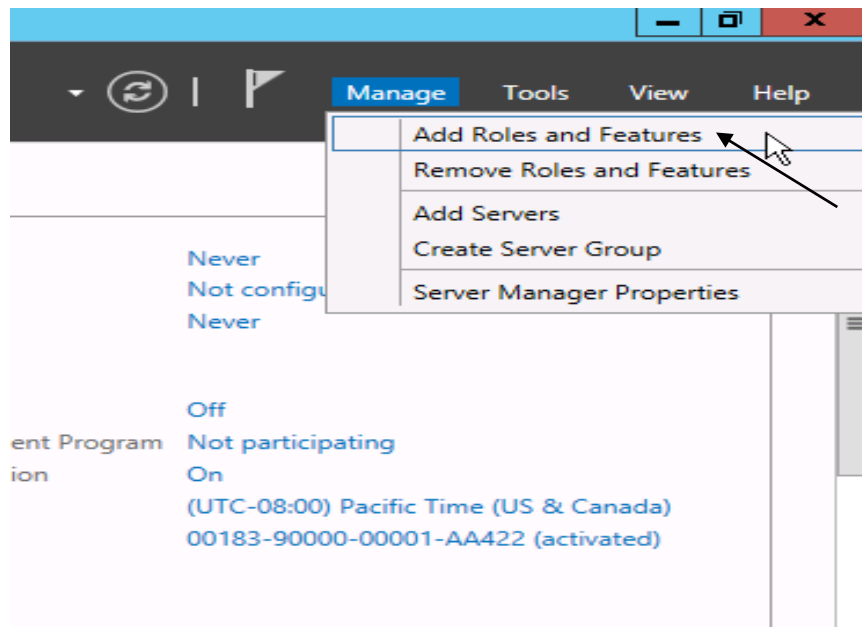 Manage Tools View Help
Add Roles and Features
Remove Roles and Features
Add Servers
Create Server Group
Server Manager Properties
Never
Not configu
Never
Off
ent Program Not participating
ion On
(UTC-08:00) Pacific Time (US & Canada)
00183-90000-00001-AA422 (activated)